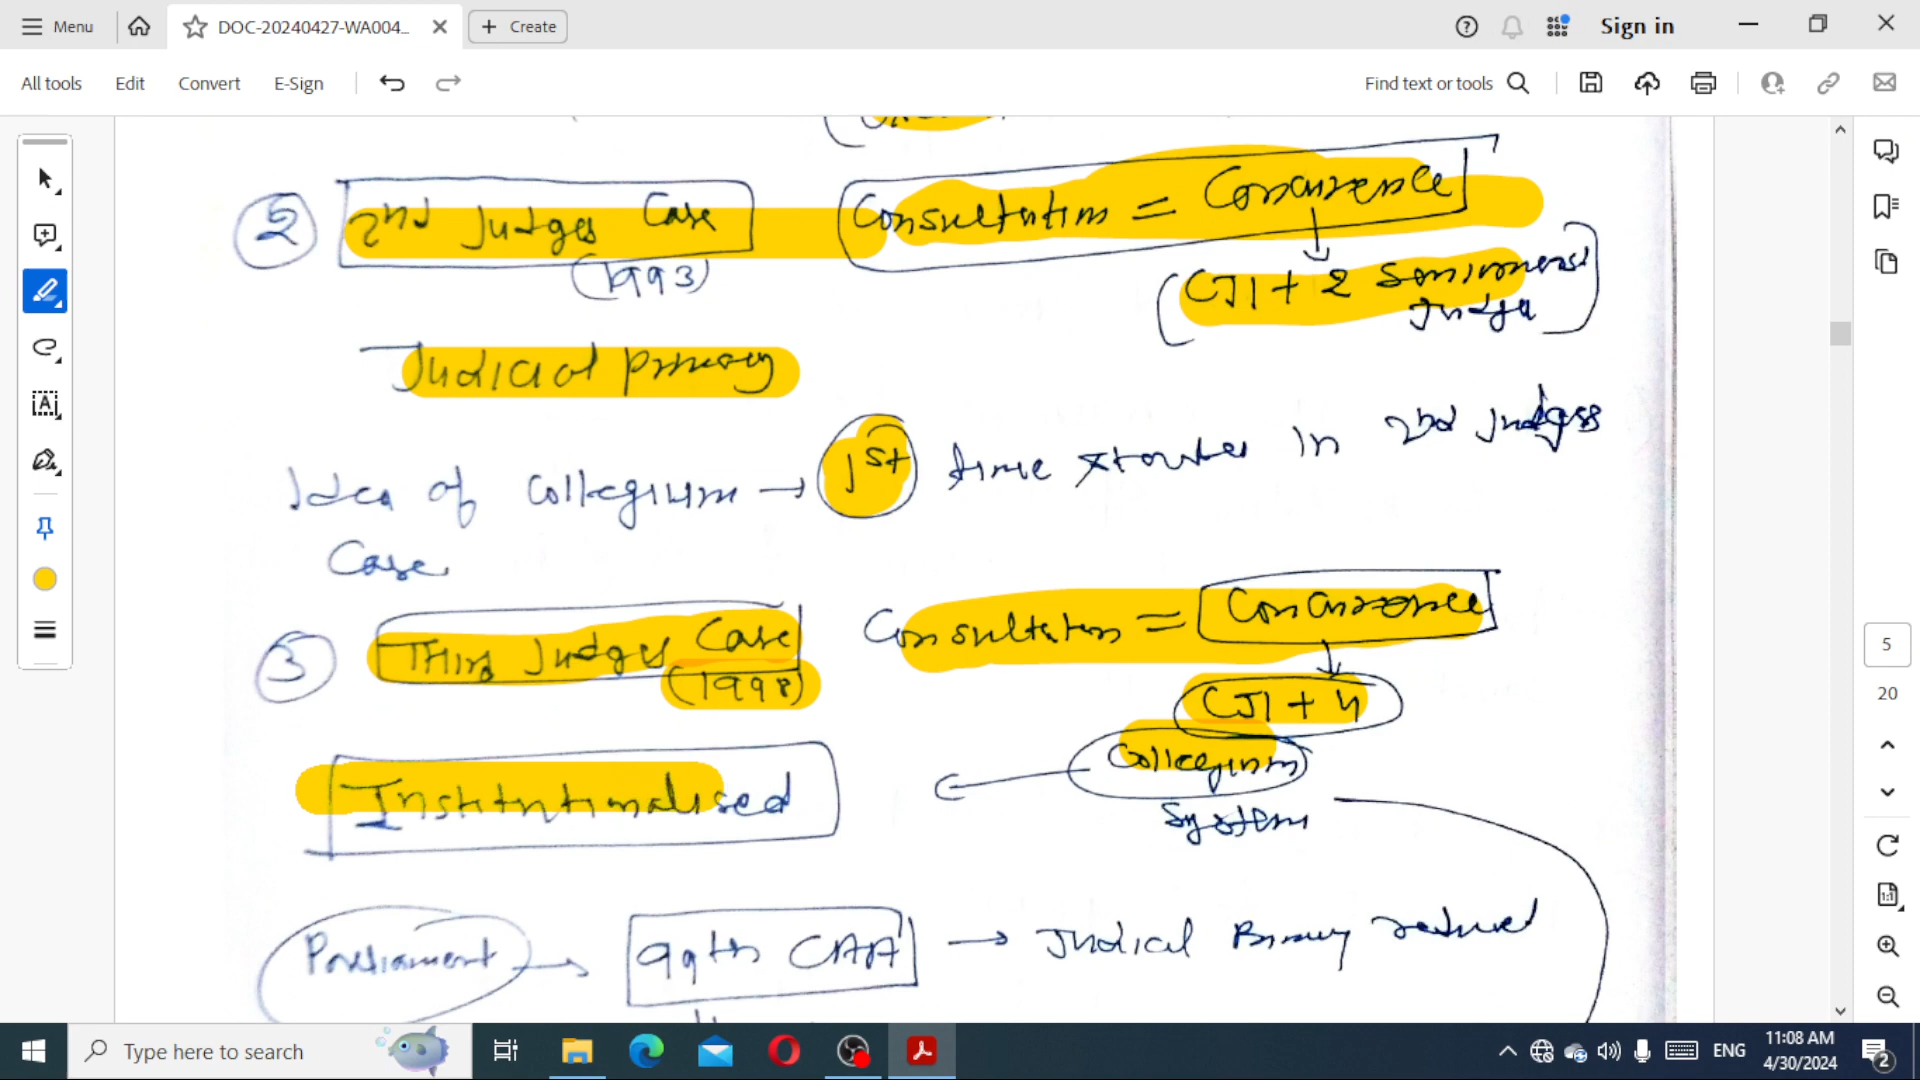 Menu
DOC-20240427-WA004...
Create
Sign in
All tools
Edit
Convert
E-Sign
Find text or tools
2 2nd Judges Case Consultation = Concurrence
(1993)
CJI + 2 Seniormost
Judge
Judicial primacy
Idea of Collegium → 1st time in 2nd Judges
Case
3 Third Judges Case Consultation = Concurrence
(1998)
CJI + 4
Collegium
System
Institutionalised
Parliament → 99th CAA → Judical Primacy reduced
5
20
Type here to search
ENG
11:08 AM
4/30/2024
2